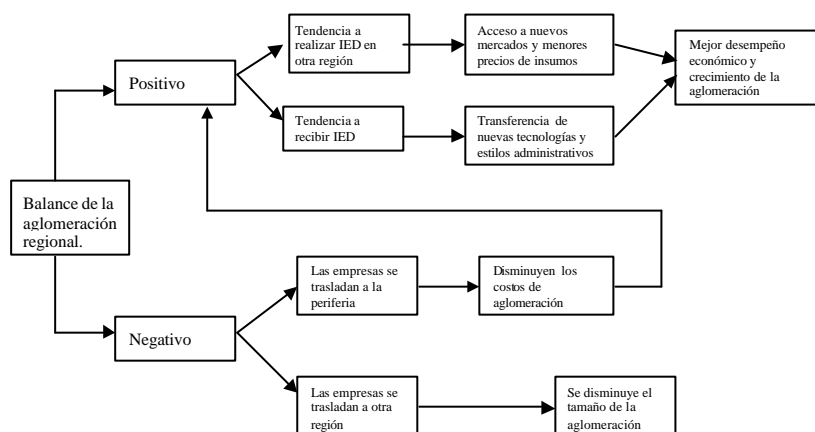 Tendencia a
realizar IED en
otra región
Acceso a nuevos
mercados y menores
precios de insumos
Mejor desempeño
económico y
crecimiento de la
aglomeración
Positivo
Tendencia a
recibir IED
Transferencia de
nuevas tecnologías y
estilos administrativos
Balance de la
aglomeración
regional.
Las empresas se
trasladan a la
periferia
Disminuyen los
costos de
aglomeración
Negativo
Las empresas se
trasladan a otra
región
Se disminuye el
tamaño de la
aglomeración